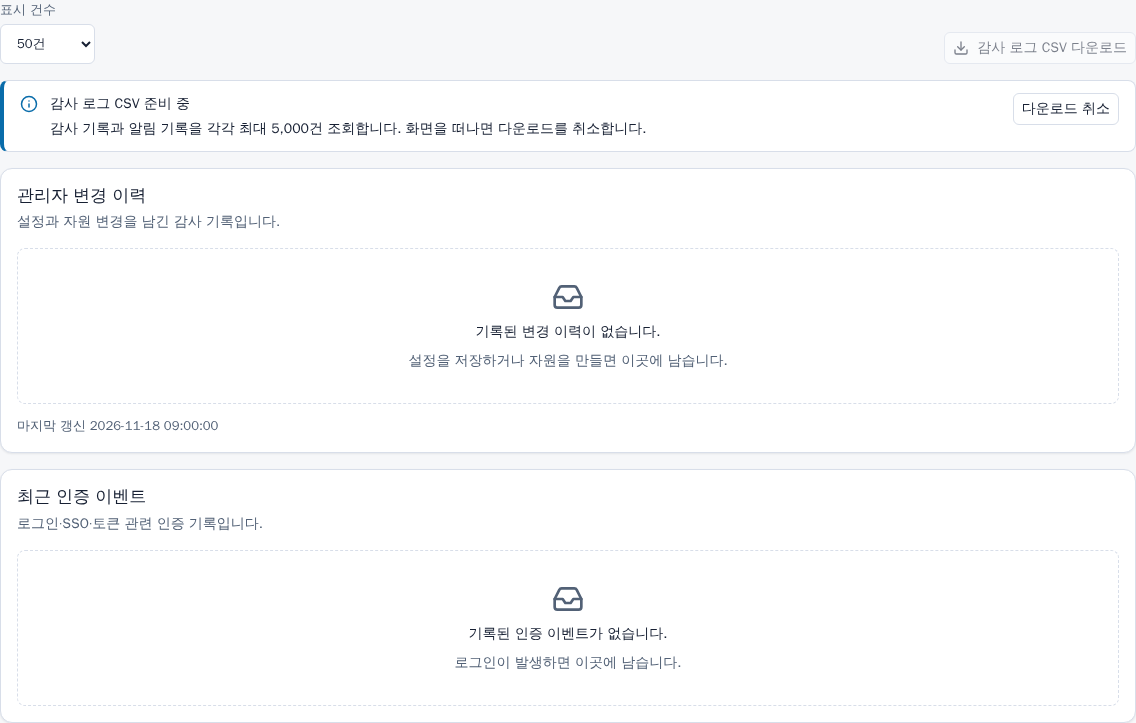 표시 건수
50건
감사 로그 CSV 다운로드
감사 로그 CSV 준비 중
감사 기록과 알림 기록을 각각 최대 5,000건 조회합니다. 화면을 떠나면 다운로드를 취소합니다.
다운로드 취소
관리자 변경 이력
설정과 자원 변경을 남긴 감사 기록입니다.
기록된 변경 이력이 없습니다.
설정을 저장하거나 자원을 만들면 이곳에 남습니다.
마지막 갱신 2026-11-18 09:00:00
최근 인증 이벤트
로그인·SSO·토큰 관련 인증 기록입니다.
기록된 인증 이벤트가 없습니다.
로그인이 발생하면 이곳에 남습니다.